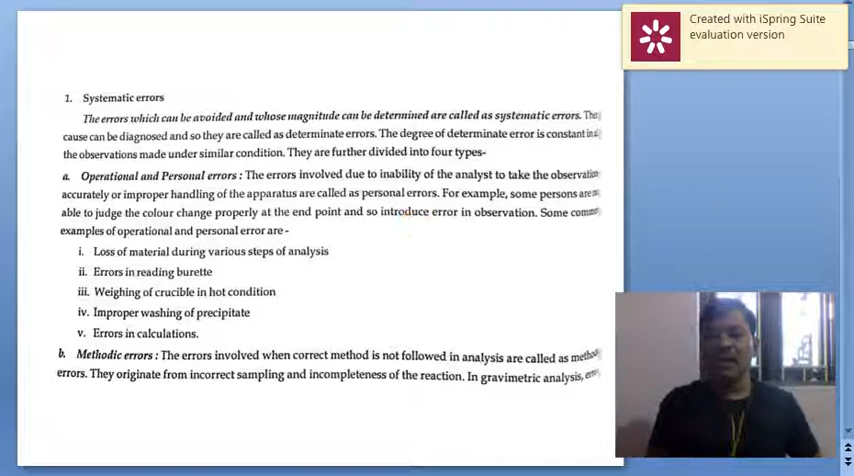 Created with iSpring Suite
evaluation version
1. Systematic errors
The errors which can be avoided and whose magnitude can be determined are called as systematic errors. The
cause can be diagnosed and so they are called as determinate errors. The degree of determinate error is constant in
the observations made under similar condition. They are further divided into four types-
a. Operational and Personal errors : The errors involved due to inability of the analyst to take the observation
accurately or improper handling of the apparatus are called as personal errors. For example, some persons are
able to judge the colour change properly at the end point and so introduce error in observation. Some
examples of operational and personal error are -
i. Loss of material during various steps of analysis
ii. Errors in reading burette
iii. Weighing of crucible in hot condition
iv. Improper washing of precipitate
v. Errors in calculations.
b. Methodic errors : The errors involved when correct method is not followed in analysis are called as method
errors. They originate from incorrect sampling and incompleteness of the reaction. In gravimetric analysis,